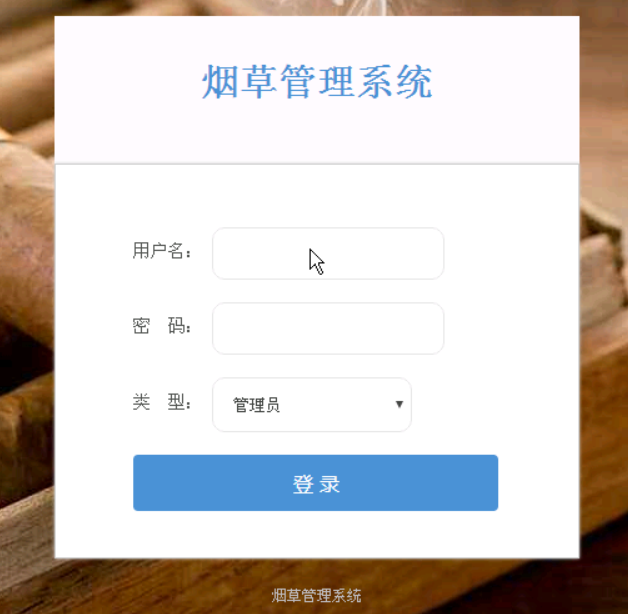 烟草管理系统
用户名：
密 码：
类 型：管理员
登录
烟草管理系统